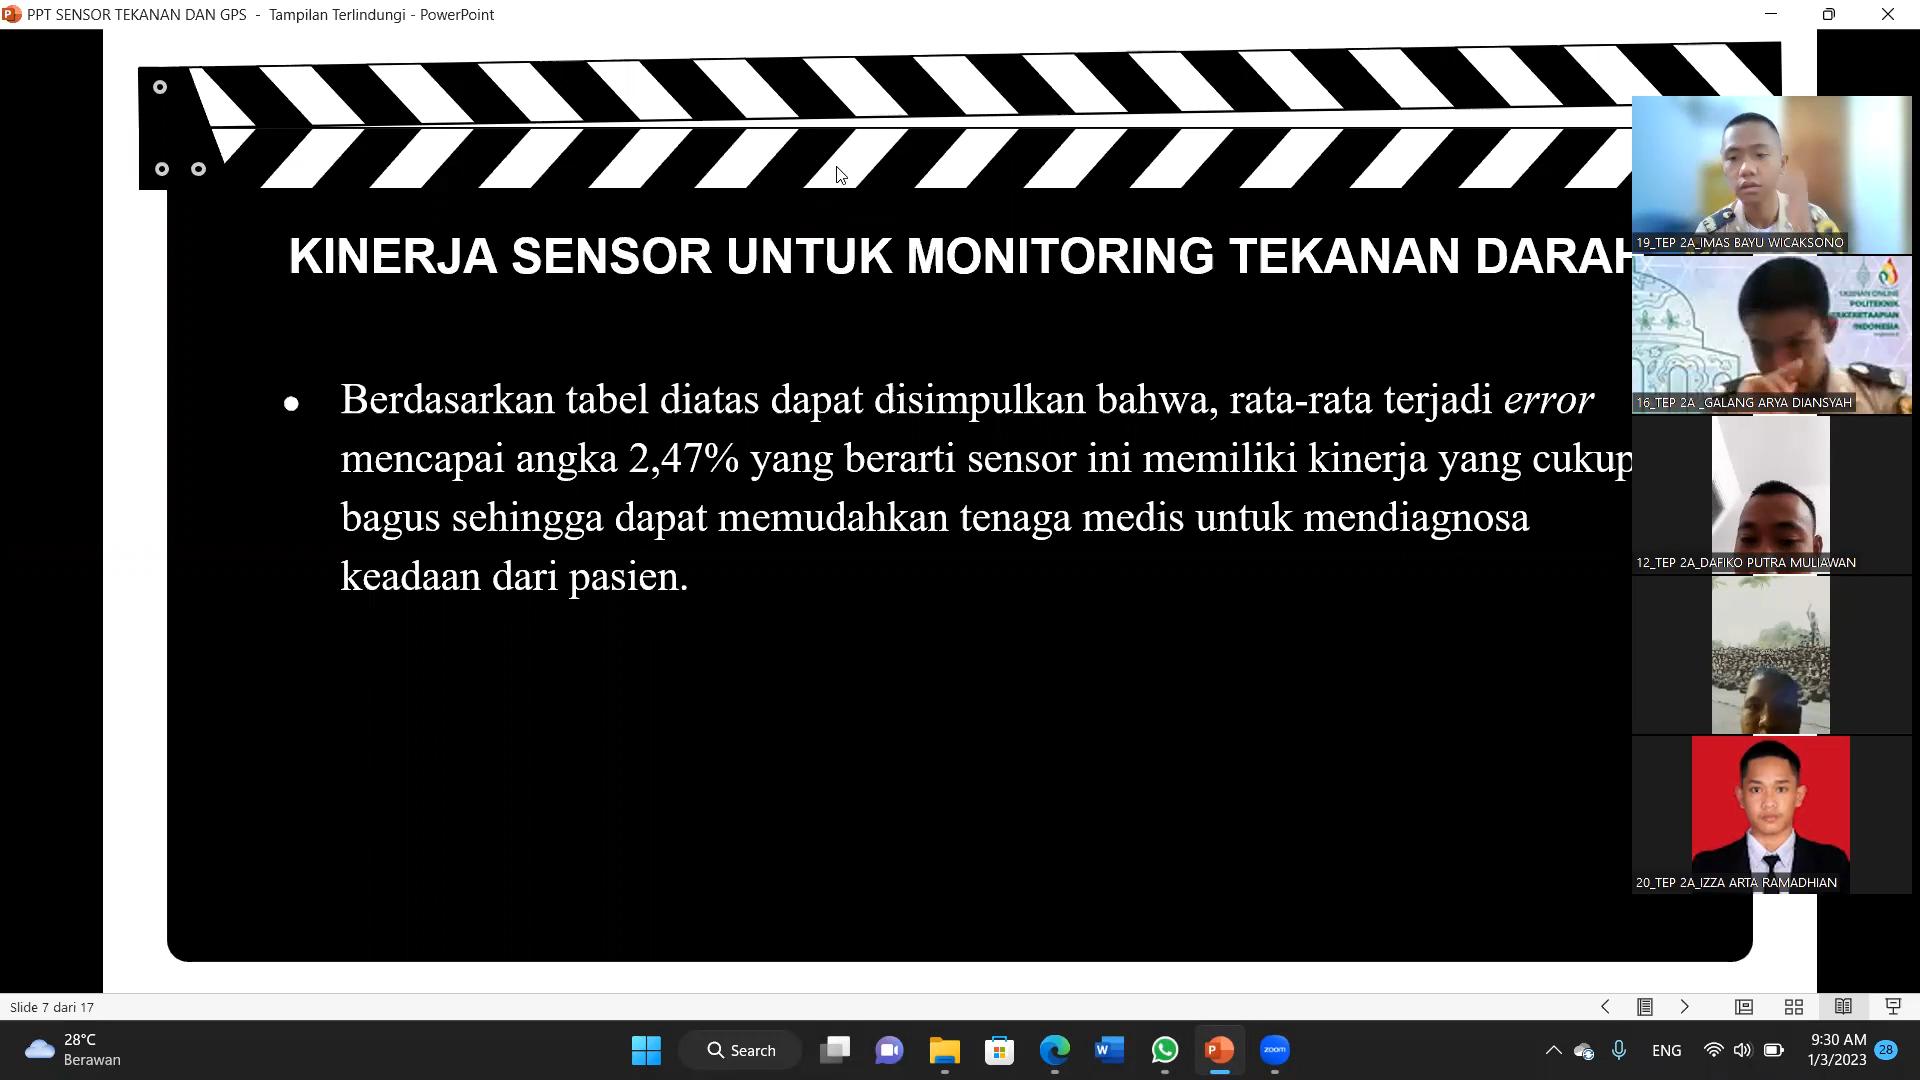 PPT SENSOR TEKANAN DAN GPS - Tampilan Terlindungi - PowerPoint
KINERJA SENSOR UNTUK MONITORING TEKANAN DARAH
Berdasarkan tabel diatas dapat disimpulkan bahwa, rata-rata terjadi error
mencapai angka 2,47% yang berarti sensor ini memiliki kinerja yang cukup
bagus sehingga dapat memudahkan tenaga medis untuk mendiagnosa
keadaan dari pasien.
19_TEP 2A_IMAS BAYU WICAKSONO
POLITEKNIK
INDONESIA
16_TEP 2A _GALANG ARYA DIANSYAH
12_TEP 2A_DAFIKO PUTRA MULIAWAN
20_TEP 2A_IZZA ARTA RAMADHIAN
Slide 7 dari 17
28°C
Berawan
Search
zoom
ENG
9:30 AM
1/3/2023
28